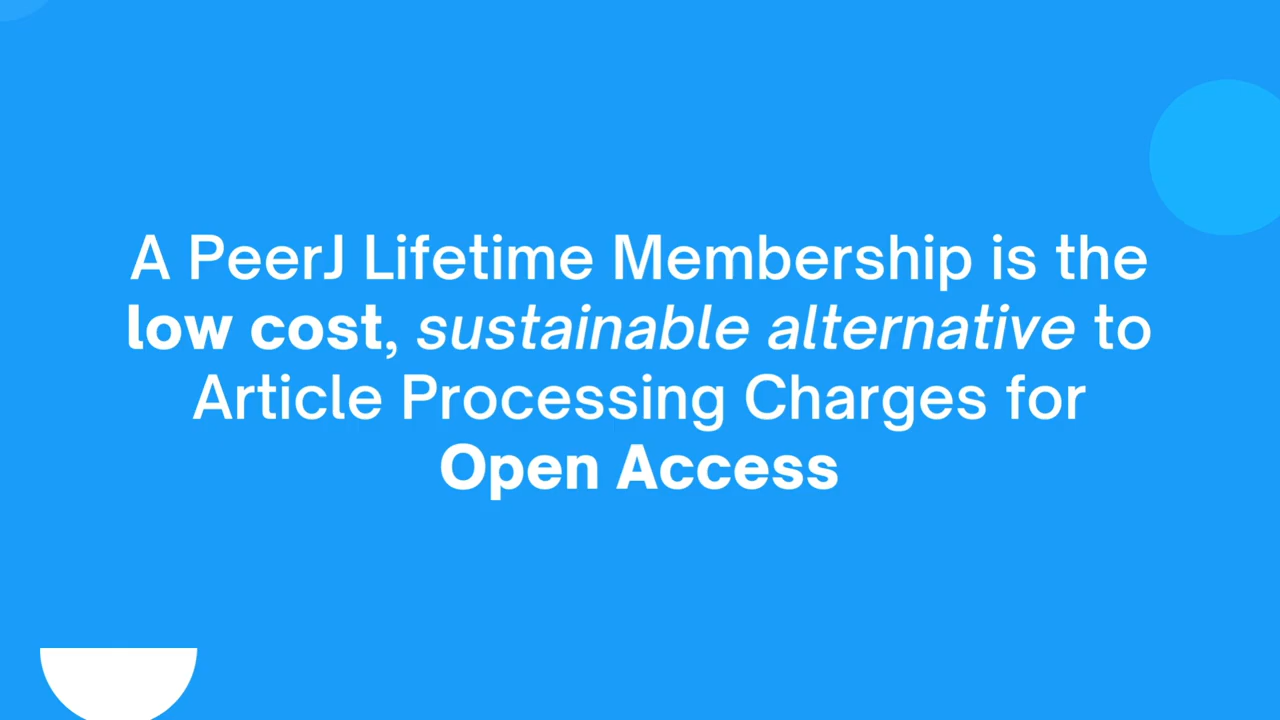 A PeerJ Lifetime Membership is the
low cost, sustainable alternative to
Article Processing Charges for
Open Access